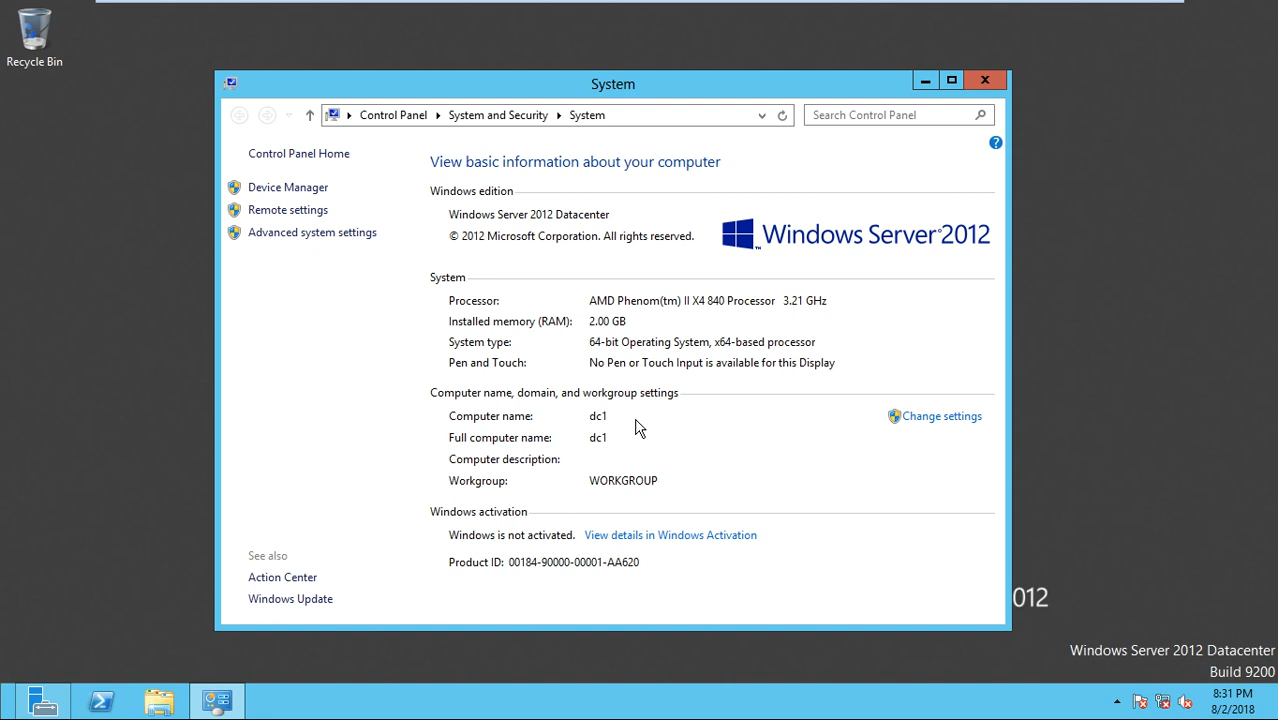 Recycle Bin
System
Control Panel System and Security System
Search Control Panel
Control Panel Home
Device Manager
Remote settings
Advanced system settings
See also
Action Center
Windows Update
?
View basic information about your computer
Windows edition
Windows Server 2012 Datacenter
© 2012 Microsoft Corporation. All rights reserved.
Windows Server 2012
System
Processor: AMD Phenom(tm) II X4 840 Processor 3.21 GHz
Installed memory (RAM): 2.00 GB
System type: 64-bit Operating System, x64-based processor
Pen and Touch: No Pen or Touch Input is available for this Display
Computer name, domain, and workgroup settings
Computer name: dc1 Change settings
Full computer name: dc1
Computer description:
Workgroup: WORKGROUP
Windows activation
Windows is not activated. View details in Windows Activation
Product ID: 00184-90000-00001-AA620
012
Windows Server 2012 Datacenter
Build 9200
8:31 PM
8/2/2018